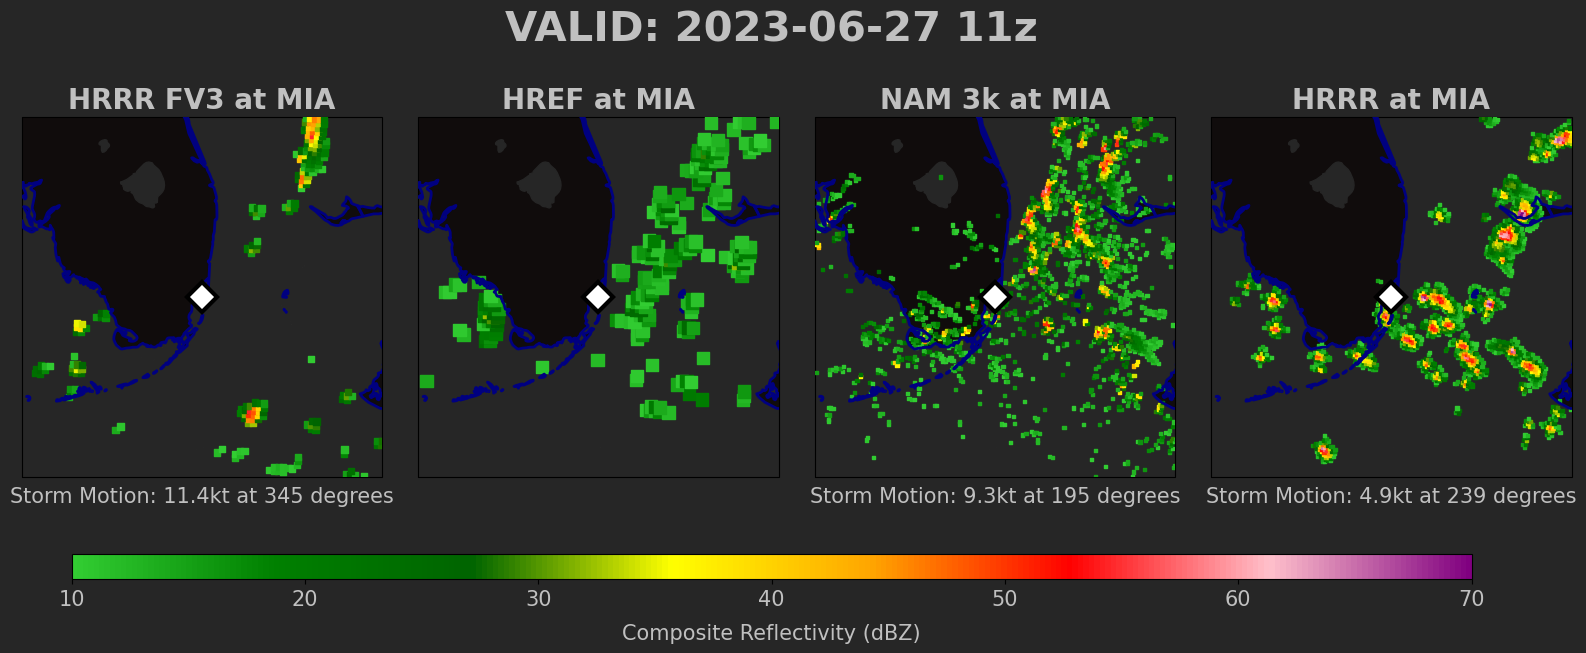 VALID: 2023-06-27 11z
HRRR FV3 at MIA
HREF at MIA
NAM 3k at MIA
HRRR at MIA
Storm Motion: 11.4kt at 345 degrees
Storm Motion: 9.3kt at 195 degrees
Storm Motion: 4.9kt at 239 degrees
10 20 30 40 50 60 70
Composite Reflectivity (dBZ)